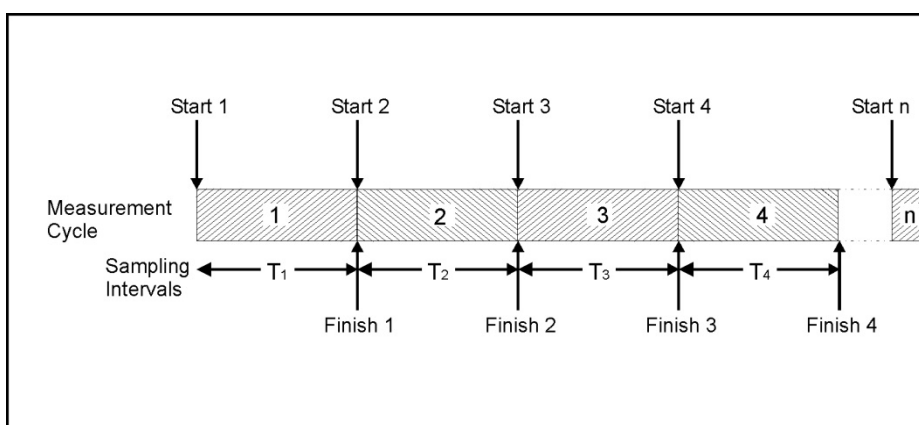 Start 1 Start 2 Start 3 Start 4 Start n
Measurement
Cycle
1 2 3 4 n
Sampling
Intervals
T1 T2 T3 T4
Finish 1 Finish 2 Finish 3 Finish 4